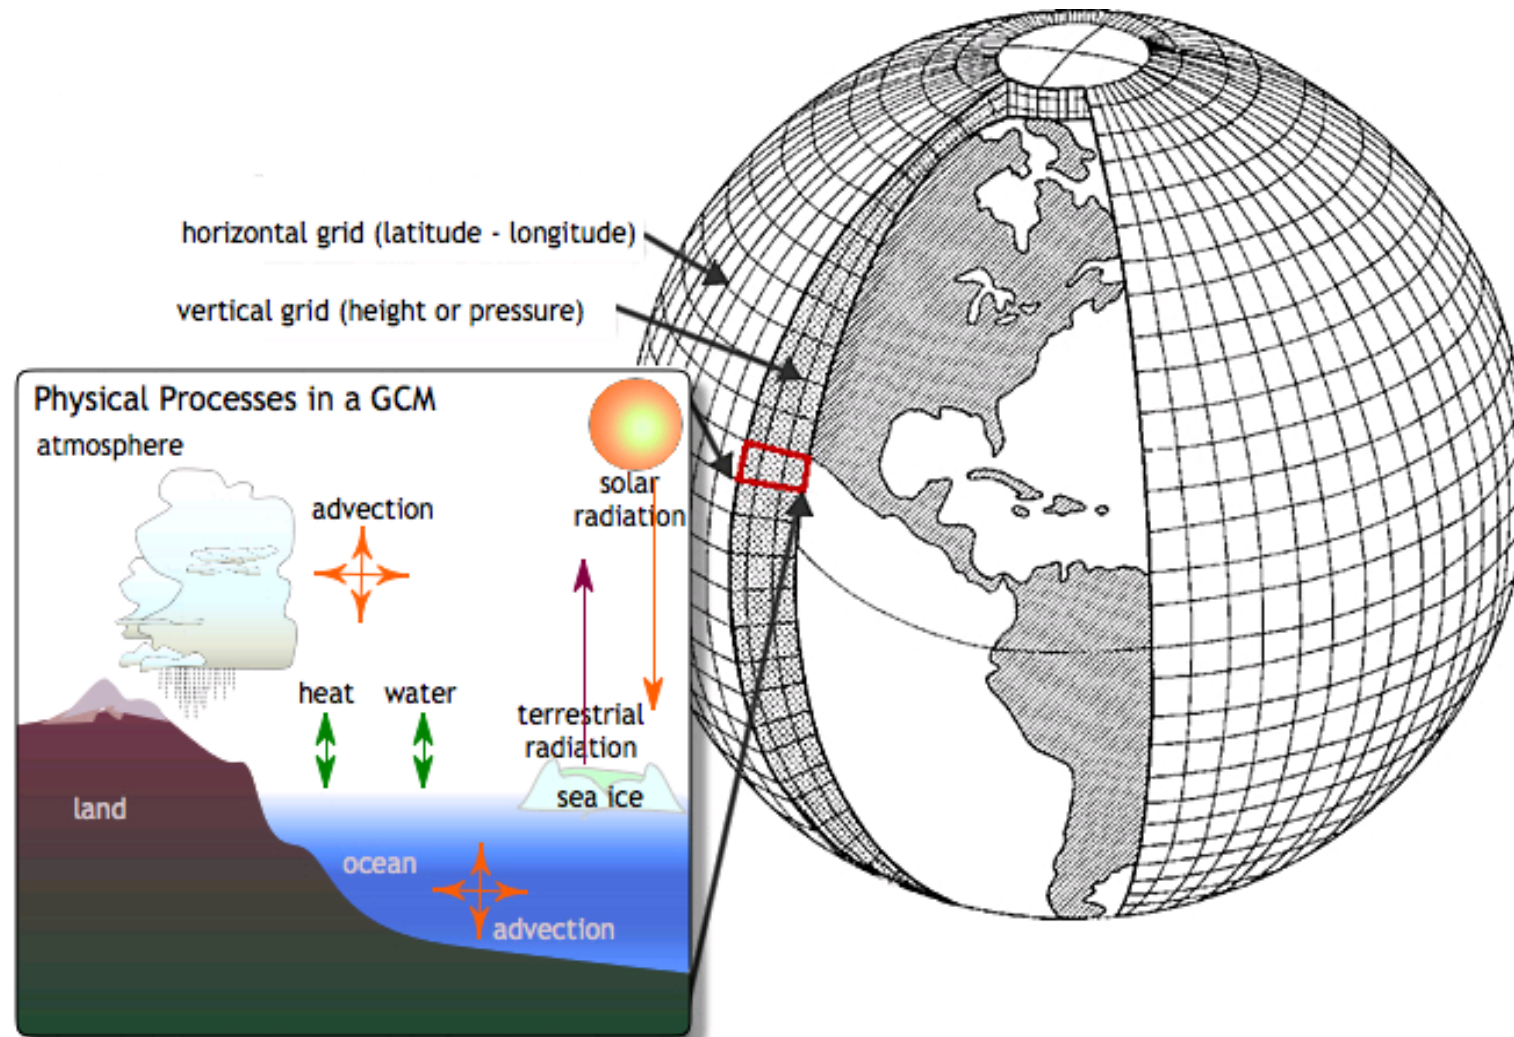 horizontal grid (latitude - longitude)
vertical grid (height or pressure)
Physical Processes in a GCM
atmosphere
solar
radiation
advection
heat
water
terrestrial
radiation
sea ice
land
ocean
advection